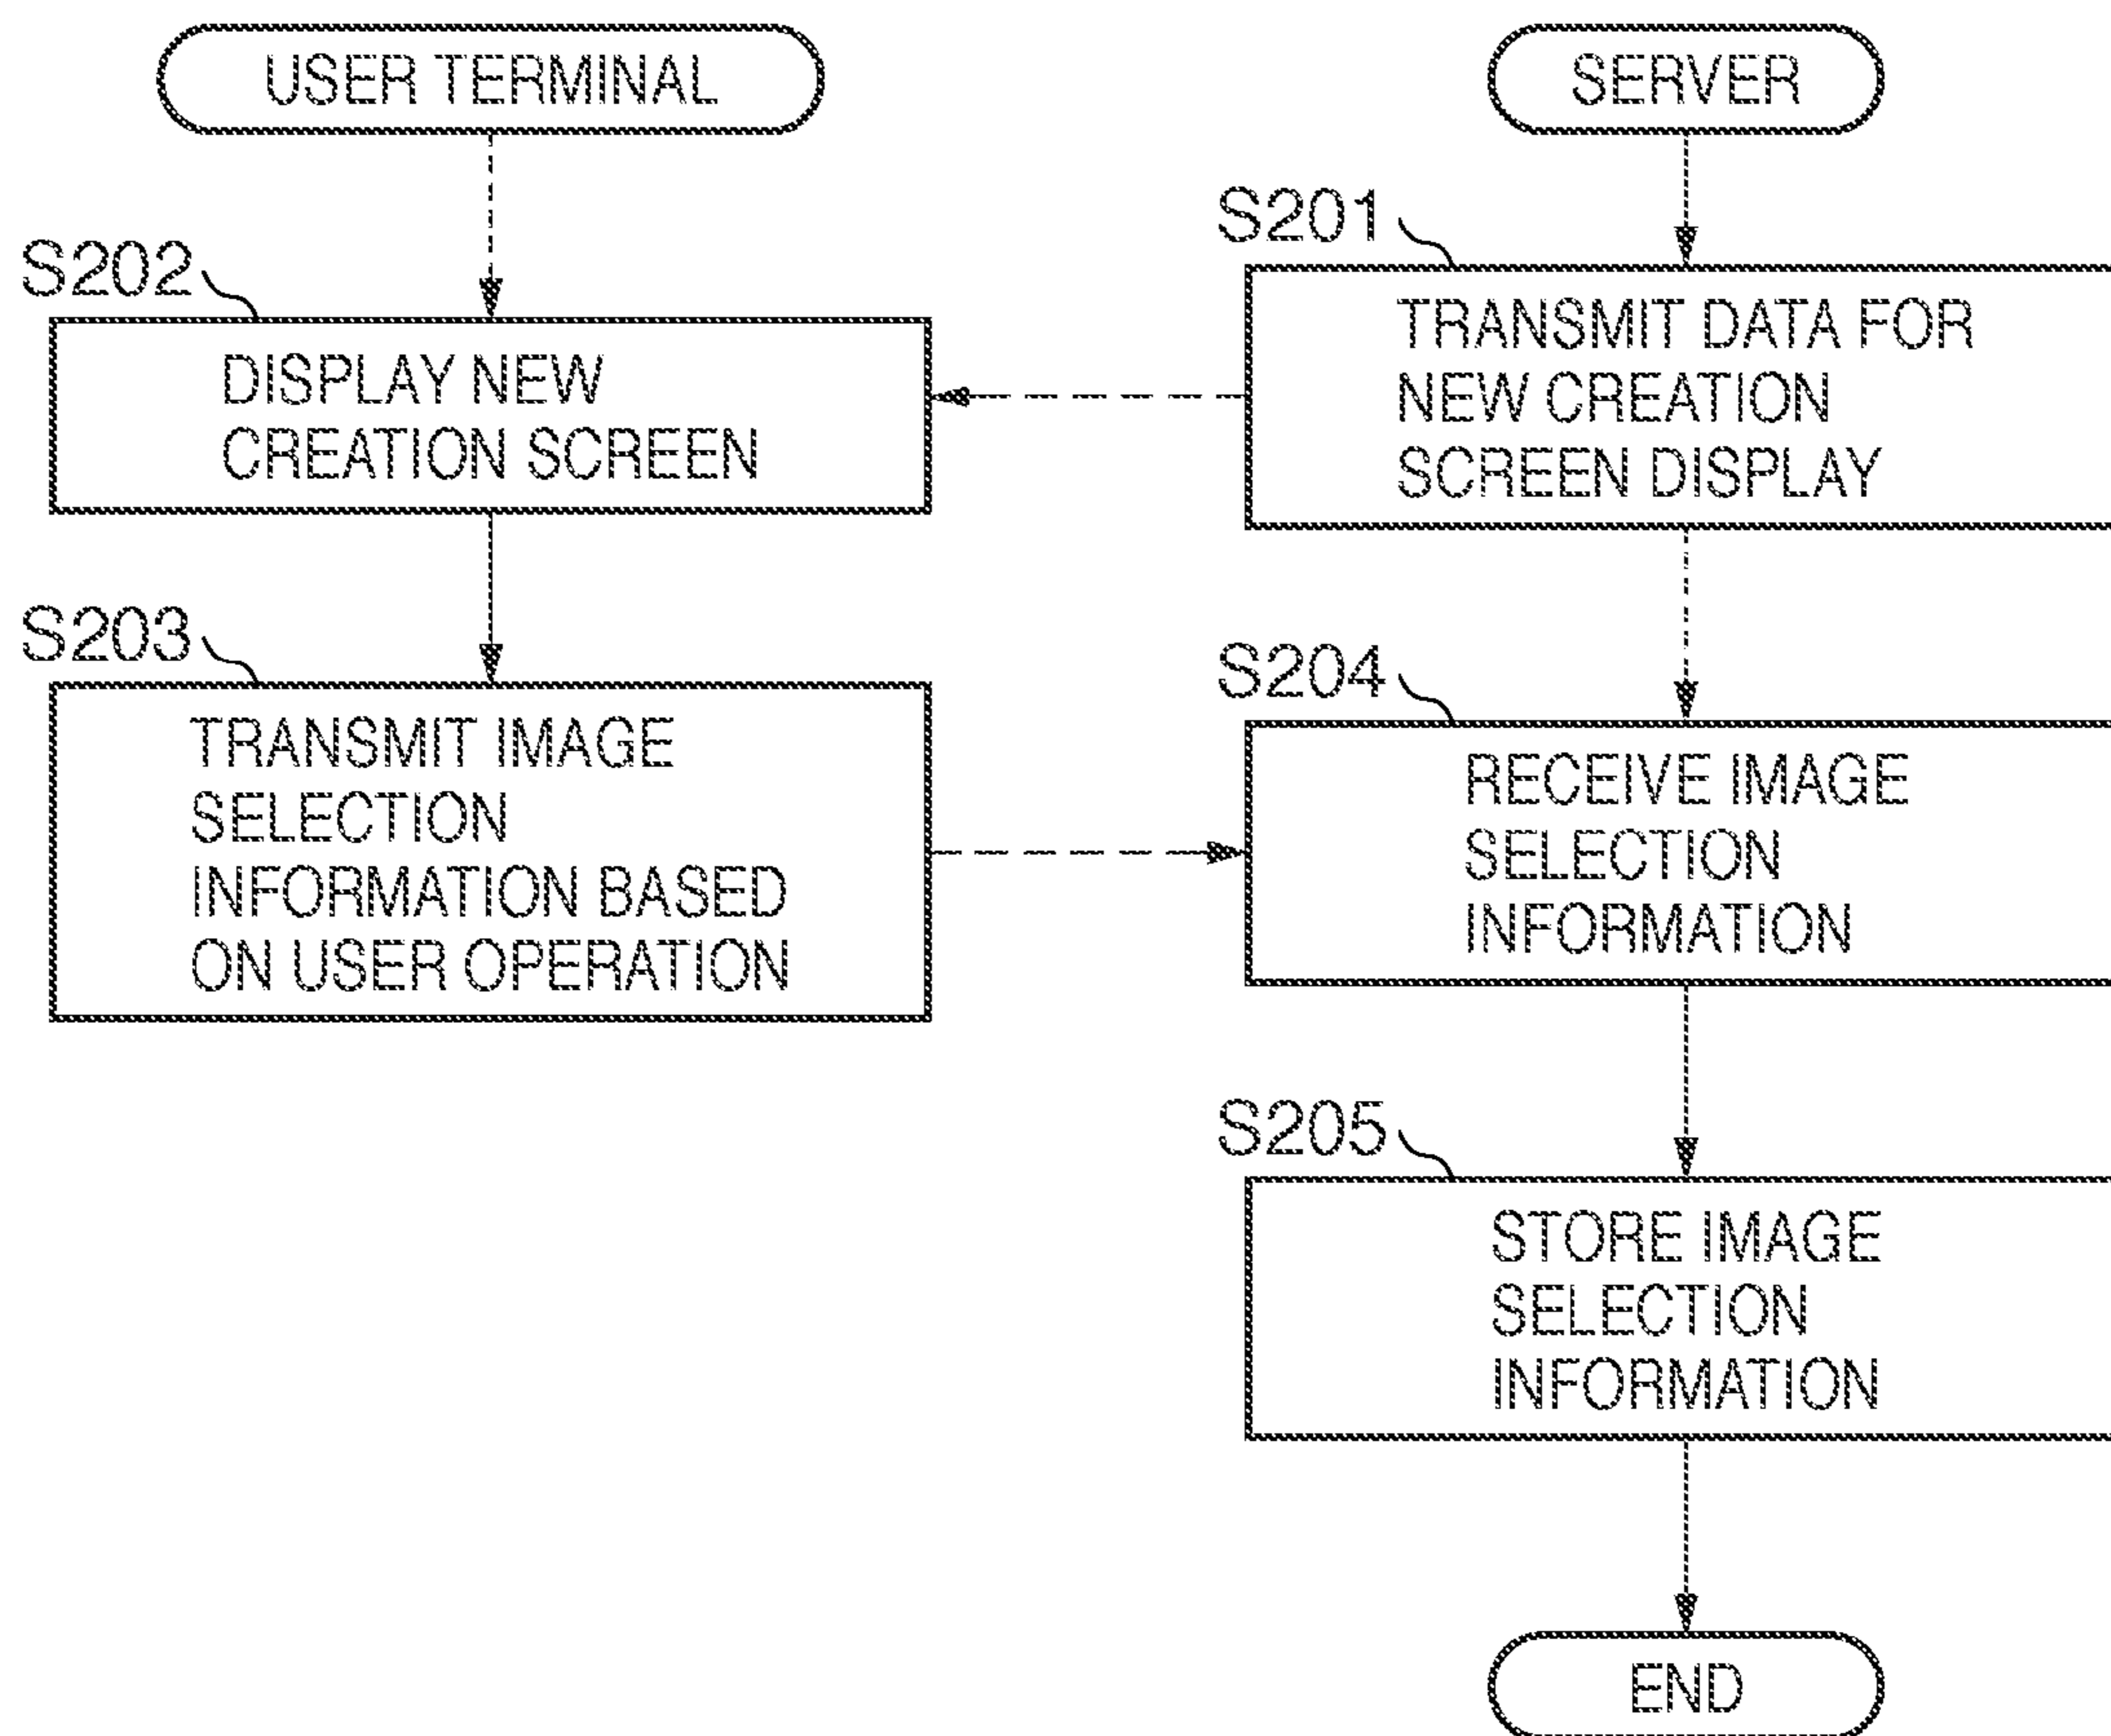 USER TERMINAL
SERVER
S201
TRANSMIT DATA FOR
NEW CREATION
SCREEN DISPLAY
S202
DISPLAY NEW
CREATION SCREEN
S203
TRANSMIT IMAGE
SELECTION
INFORMATION BASED
ON USER OPERATION
S204
RECEIVE IMAGE
SELECTION
INFORMATION
S205
STORE IMAGE
SELECTION
INFORMATION
END